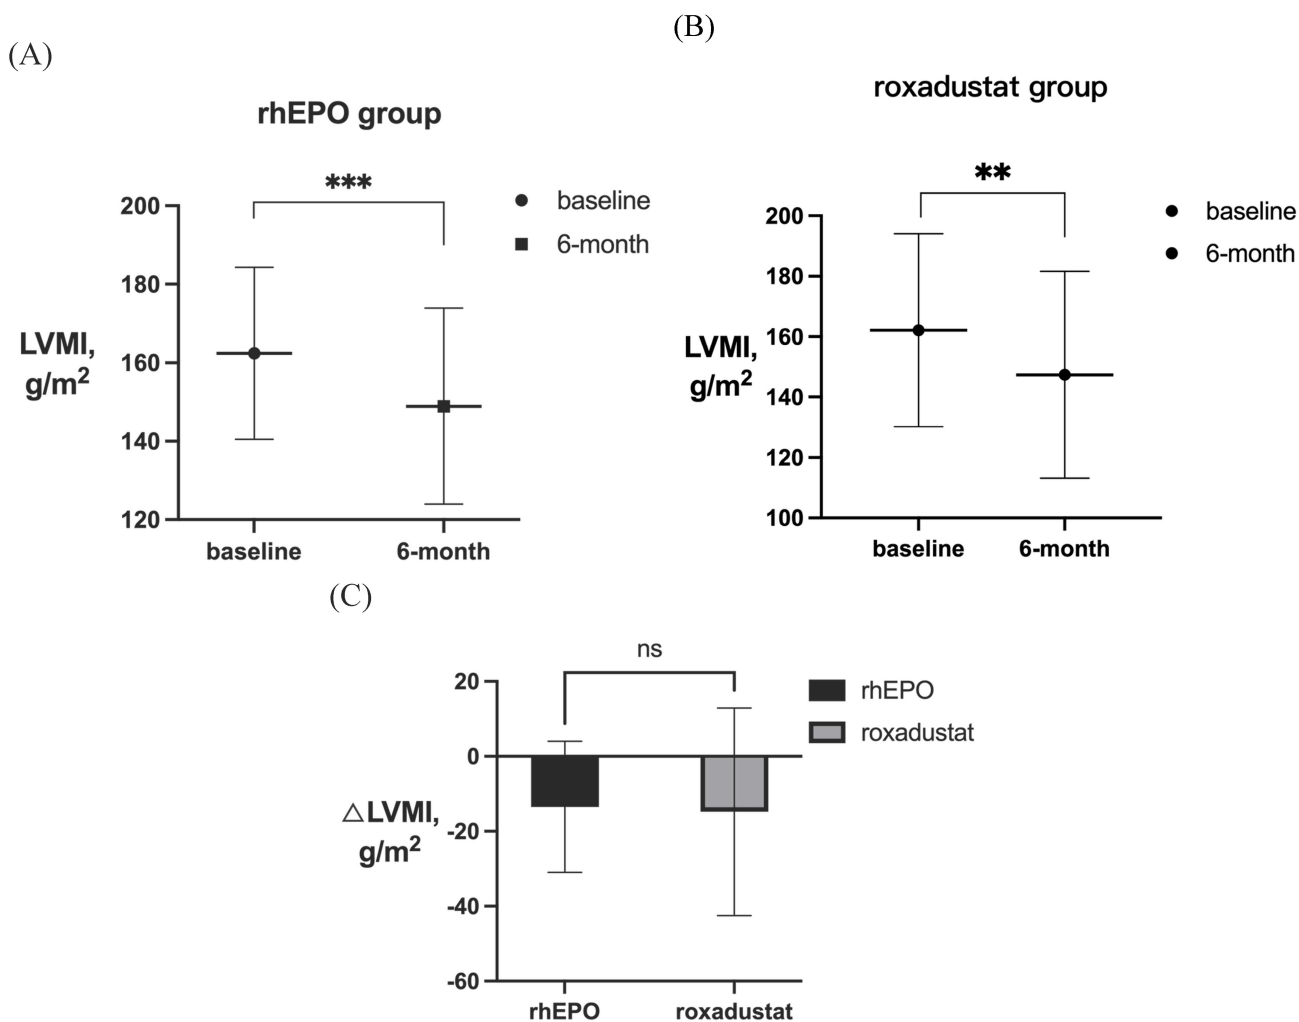 (A)
rhEPO group
***
200
180
160
140
120
LVMI,
g/m²
baseline
6-month
baseline
6-month
(B)
roxadustat group
**
200
180
160
140
120
100
LVMI,
g/m²
baseline
6-month
baseline
6-month
(C)
ns
20
0
-20
-40
-60
△LVMI,
g/m²
rhEPO
roxadustat
rhEPO
roxadustat